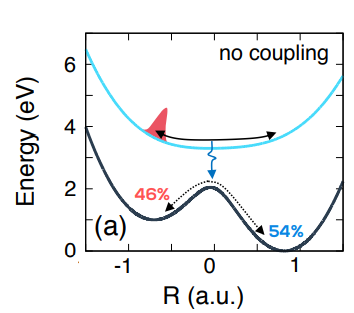 no coupling
Energy (eV)
6
4
2
0
46%
54%
(a)
-1
0
1
R (a.u.)